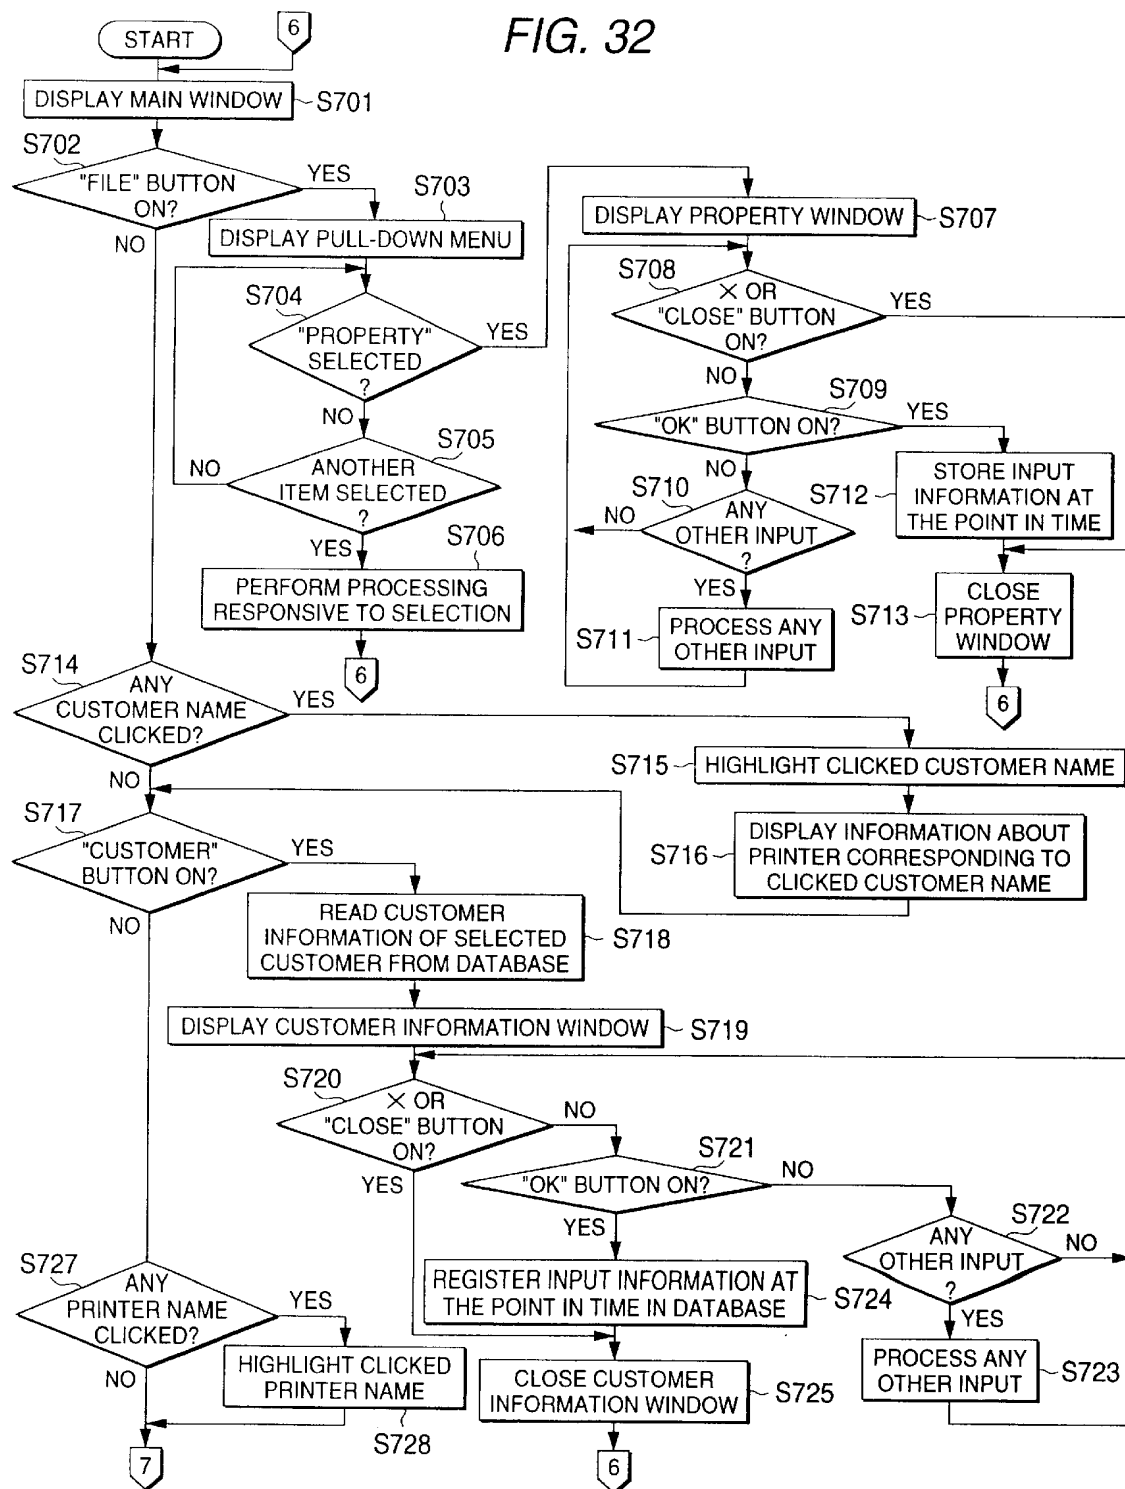 FIG. 32
START
6
DISPLAY MAIN WINDOW
S701
S702
"FILE" BUTTON
ON?
YES
NO
S703
DISPLAY PULL-DOWN MENU
S704
"PROPERTY"
SELECTED
?
YES
NO
S705
ANOTHER
ITEM SELECTED
?
NO
YES
S706
PERFORM PROCESSING
RESPONSIVE TO SELECTION
6
DISPLAY PROPERTY WINDOW
S707
S708
× OR
"CLOSE" BUTTON
ON?
YES
NO
S709
"OK" BUTTON ON?
YES
NO
S710
ANY
OTHER INPUT
?
NO
YES
S711
PROCESS ANY
OTHER INPUT
S712
STORE INPUT
INFORMATION AT
THE POINT IN TIME
S713
CLOSE
PROPERTY
WINDOW
6
S714
ANY
CUSTOMER NAME
CLICKED?
YES
NO
S715
HIGHLIGHT CLICKED CUSTOMER NAME
S716
DISPLAY INFORMATION ABOUT
PRINTER CORRESPONDING TO
CLICKED CUSTOMER NAME
S717
"CUSTOMER"
BUTTON ON?
YES
NO
READ CUSTOMER
INFORMATION OF SELECTED
CUSTOMER FROM DATABASE
S718
DISPLAY CUSTOMER INFORMATION WINDOW
S719
S720
× OR
"CLOSE" BUTTON
ON?
NO
YES
S721
"OK" BUTTON ON?
NO
YES
S722
ANY
OTHER INPUT
?
NO
YES
PROCESS ANY
OTHER INPUT
S723
REGISTER INPUT INFORMATION AT
THE POINT IN TIME IN DATABASE
S724
CLOSE CUSTOMER
INFORMATION WINDOW
S725
6
S727
ANY
PRINTER NAME
CLICKED?
YES
NO
HIGHLIGHT CLICKED
PRINTER NAME
S728
7